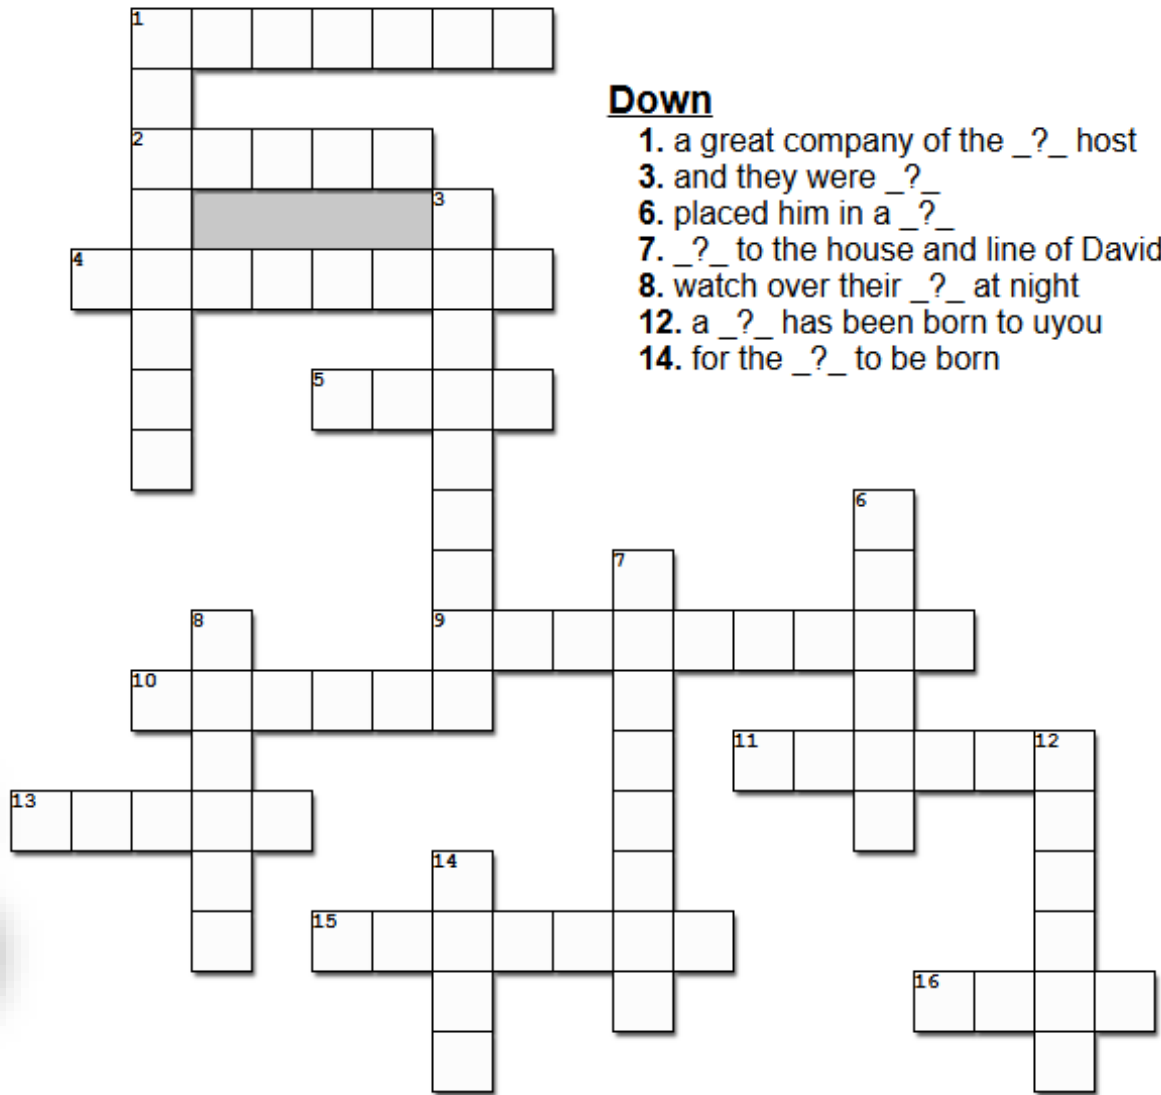 1
2
3
4
5
6
7
8
9
10
11
12
13
14
15
16
Down
1. a great company of the _?_ host
3. and they were _?_
6. placed him in a _?_
7. _?_ to the house and line of David
8. watch over their _?_ at night
12. a _?_ has been born to uyou
14. for the _?_ to be born